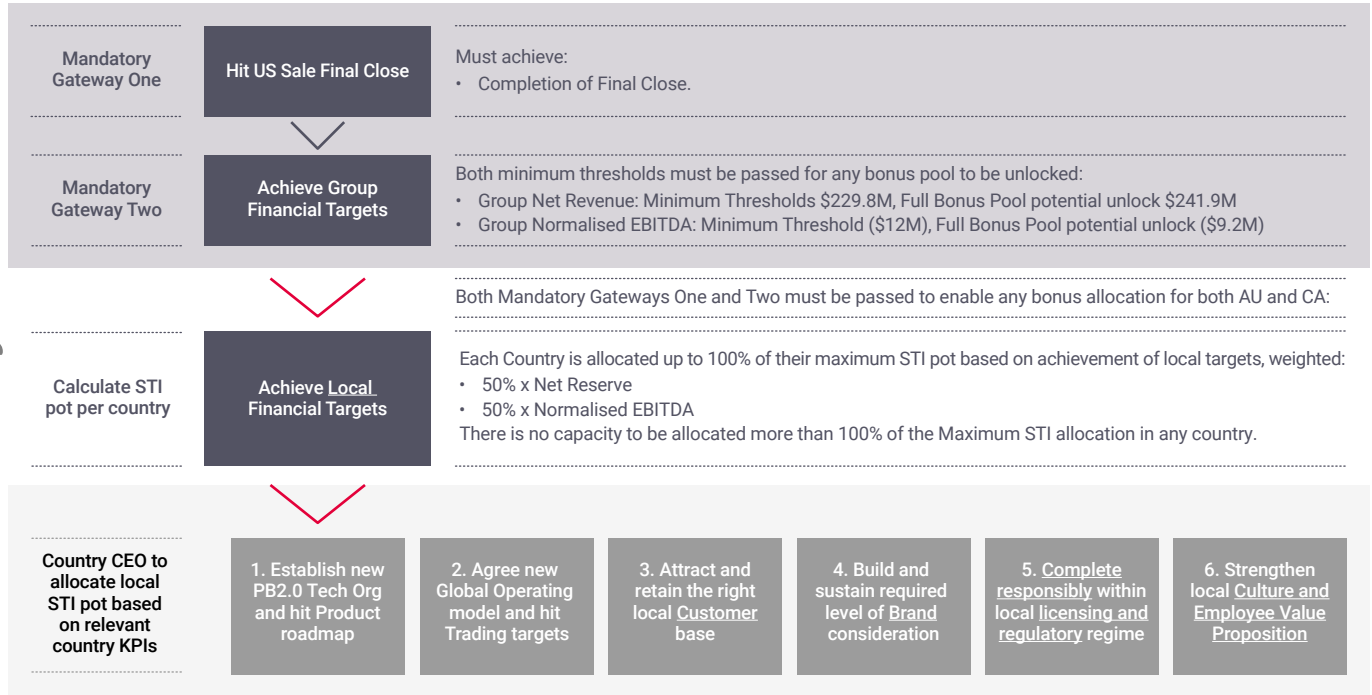 Mandatory
Gateway One
Hit US Sale Final Close
Must achieve:
• Completion of Final Close.
Mandatory
Gateway Two
Achieve Group
Financial Targets
Both minimum thresholds must be passed for any bonus pool to be unlocked:
• Group Net Revenue: Minimum Thresholds $229.8M, Full Bonus Pool potential unlock $241.9M
• Group Normalised EBITDA: Minimum Threshold ($12M), Full Bonus Pool potential unlock ($9.2M)
Both Mandatory Gateways One and Two must be passed to enable any bonus allocation for both AU and CA:
Calculate STI
pot per country
Achieve Local
Financial Targets
Each Country is allocated up to 100% of their maximum STI pot based on achievement of local targets, weighted:
• 50% x Net Reserve
• 50% x Normalised EBITDA
There is no capacity to be allocated more than 100% of the Maximum STI allocation in any country.
Country CEO to
allocate local
STI pot based
on relevant
country KPIs
1. Establish new
PB2.0 Tech Org
and hit Product
roadmap
2. Agree new
Global Operating
model and hit
Trading targets
3. Attract and
retain the right
local Customer
base
4. Build and
sustain required
level of Brand
consideration
5. Complete
responsibly within
local licensing and
regulatory regime
6. Strengthen
local Culture and
Employee Value
Proposition